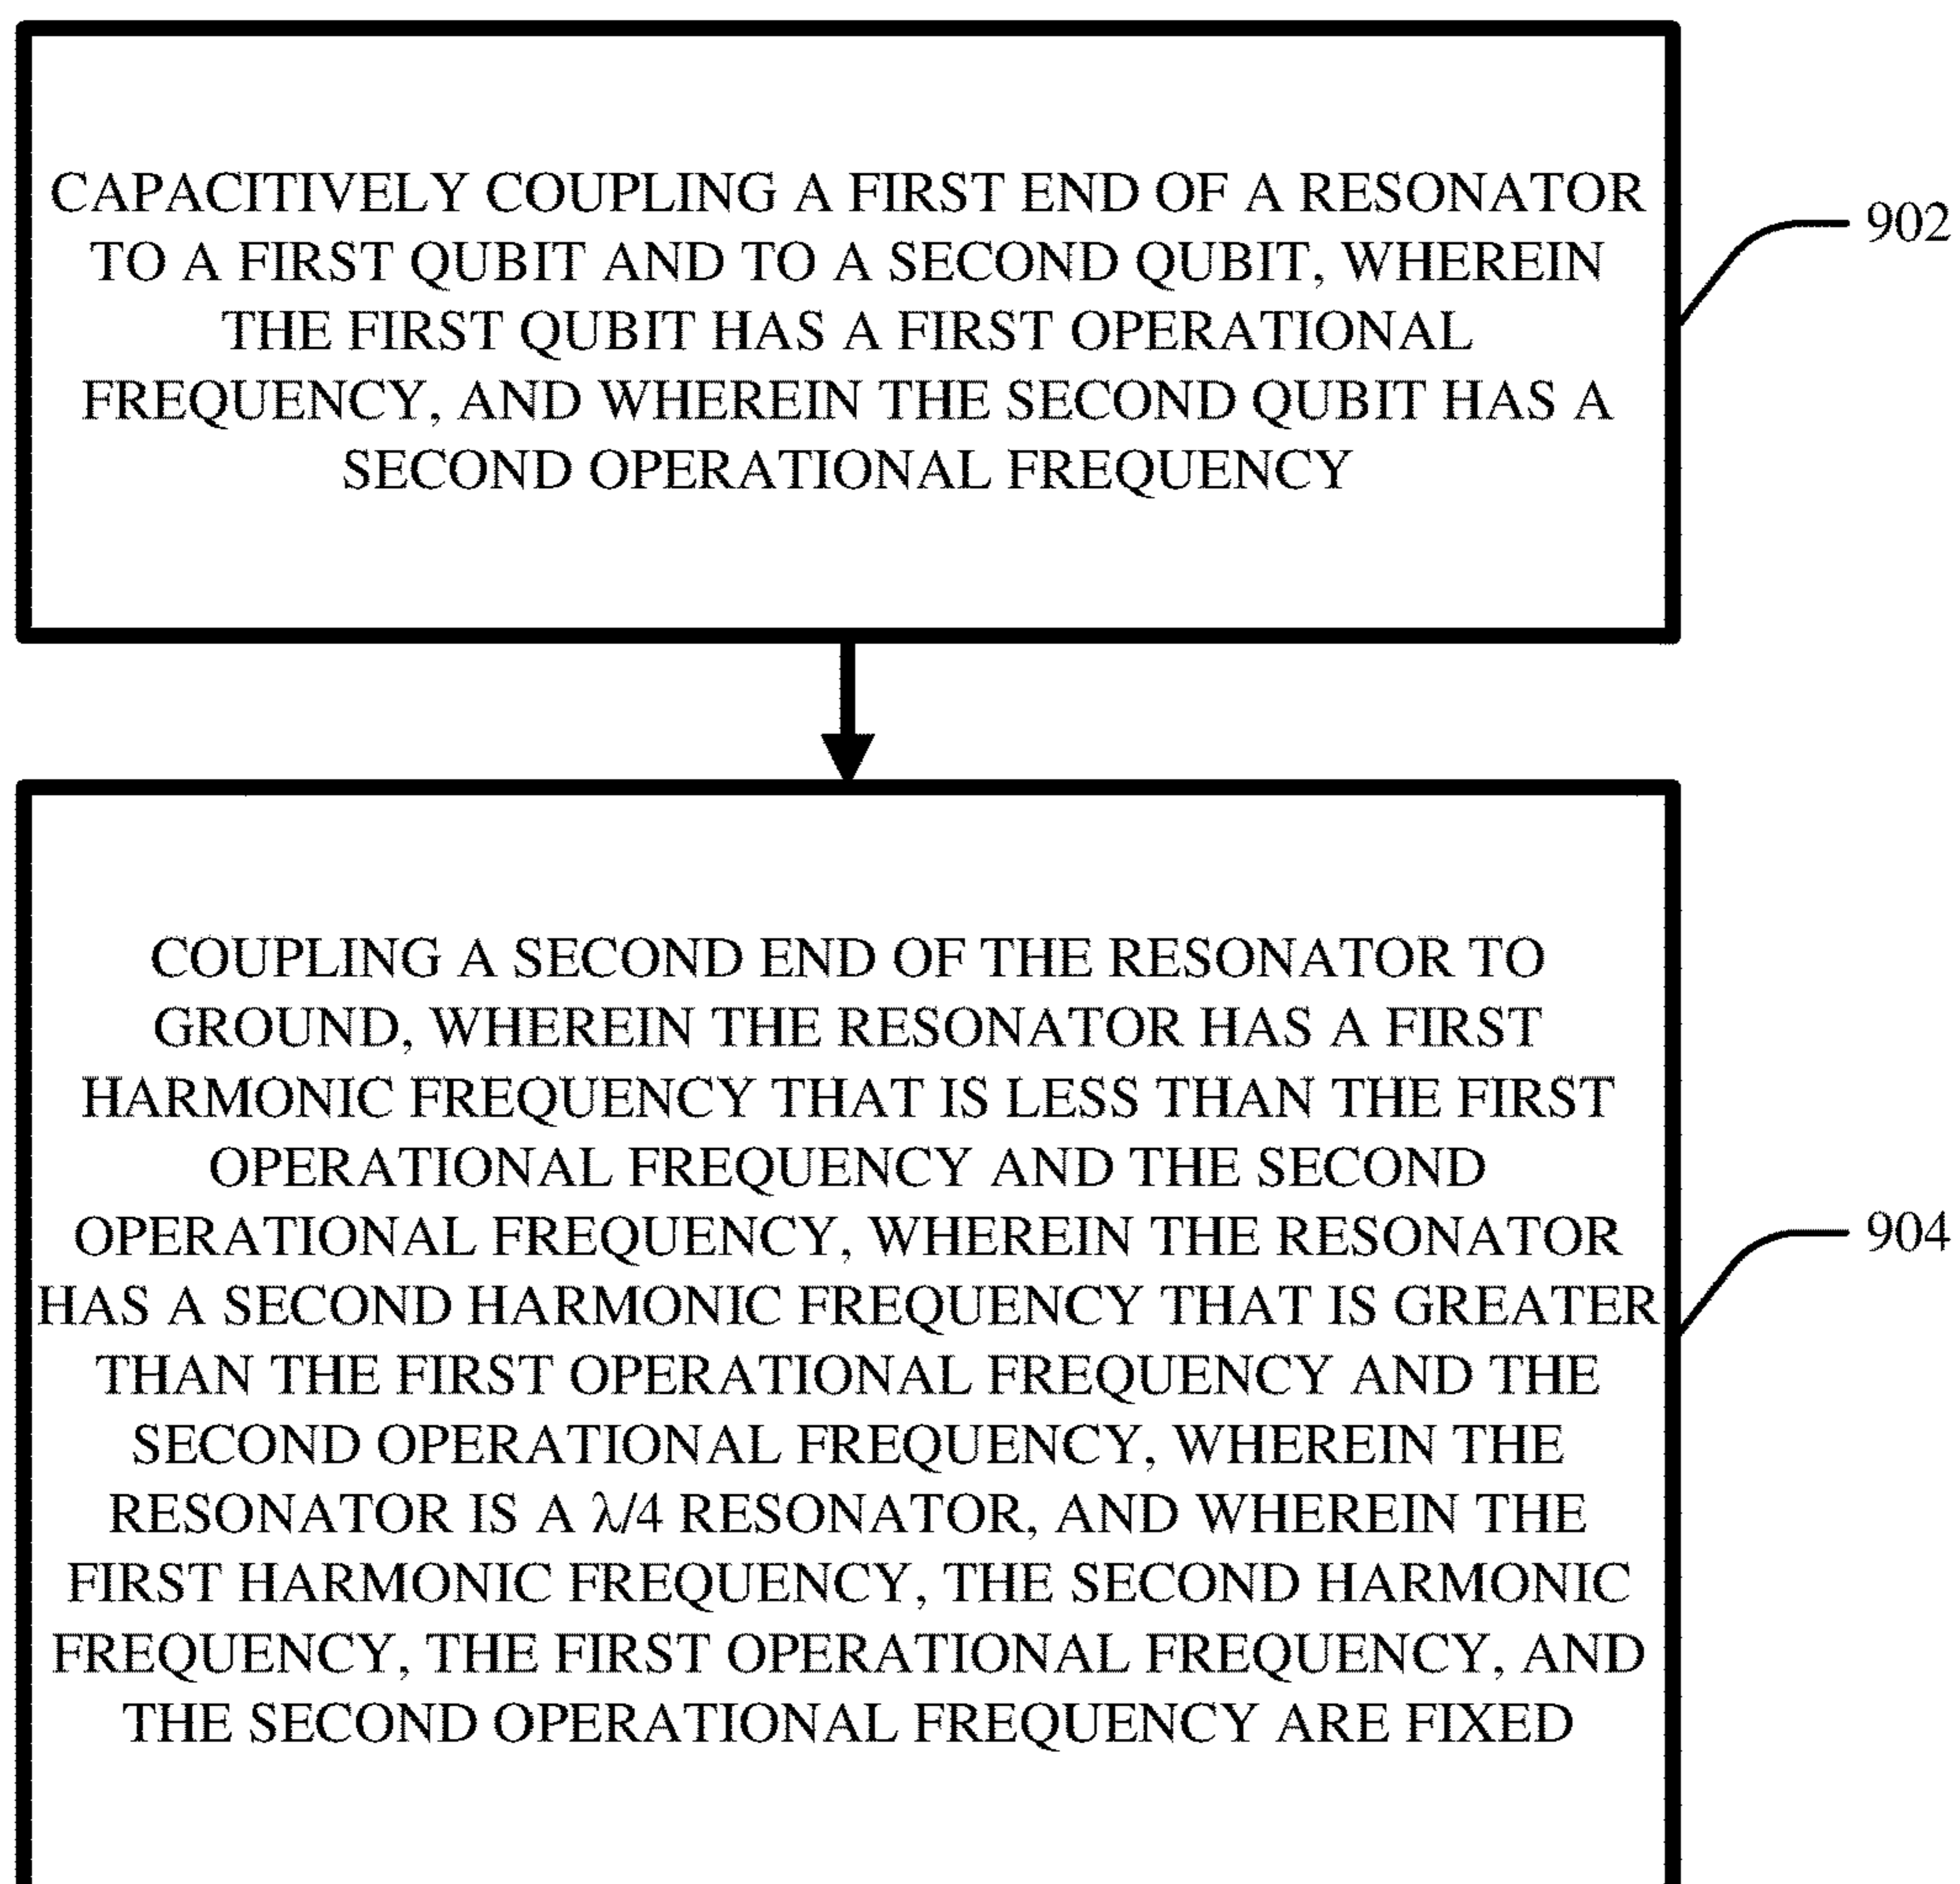 CAPACITIVELY COUPLING A FIRST END OF A RESONATOR
TO A FIRST QUBIT AND TO A SECOND QUBIT, WHEREIN
THE FIRST QUBIT HAS A FIRST OPERATIONAL
FREQUENCY, AND WHEREIN THE SECOND QUBIT HAS A
SECOND OPERATIONAL FREQUENCY
902
COUPLING A SECOND END OF THE RESONATOR TO
GROUND, WHEREIN THE RESONATOR HAS A FIRST
HARMONIC FREQUENCY THAT IS LESS THAN THE FIRST
OPERATIONAL FREQUENCY AND THE SECOND
OPERATIONAL FREQUENCY, WHEREIN THE RESONATOR
HAS A SECOND HARMONIC FREQUENCY THAT IS GREATER
THAN THE FIRST OPERATIONAL FREQUENCY AND THE
SECOND OPERATIONAL FREQUENCY, WHEREIN THE
RESONATOR IS A λ/4 RESONATOR, AND WHEREIN THE
FIRST HARMONIC FREQUENCY, THE SECOND HARMONIC
FREQUENCY, THE FIRST OPERATIONAL FREQUENCY, AND
THE SECOND OPERATIONAL FREQUENCY ARE FIXED
904